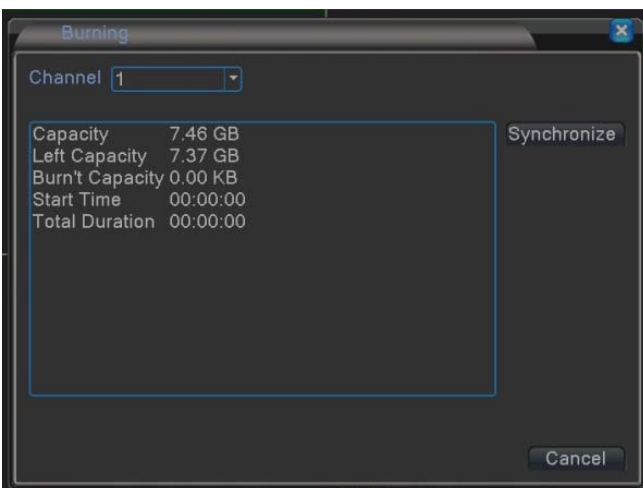 Burning
Channel 1
Capacity 7.46 GB
Left Capacity 7.37 GB
Burn't Capacity 0.00 KB
Start Time 00:00:00
Total Duration 00:00:00
Synchronize
Cancel